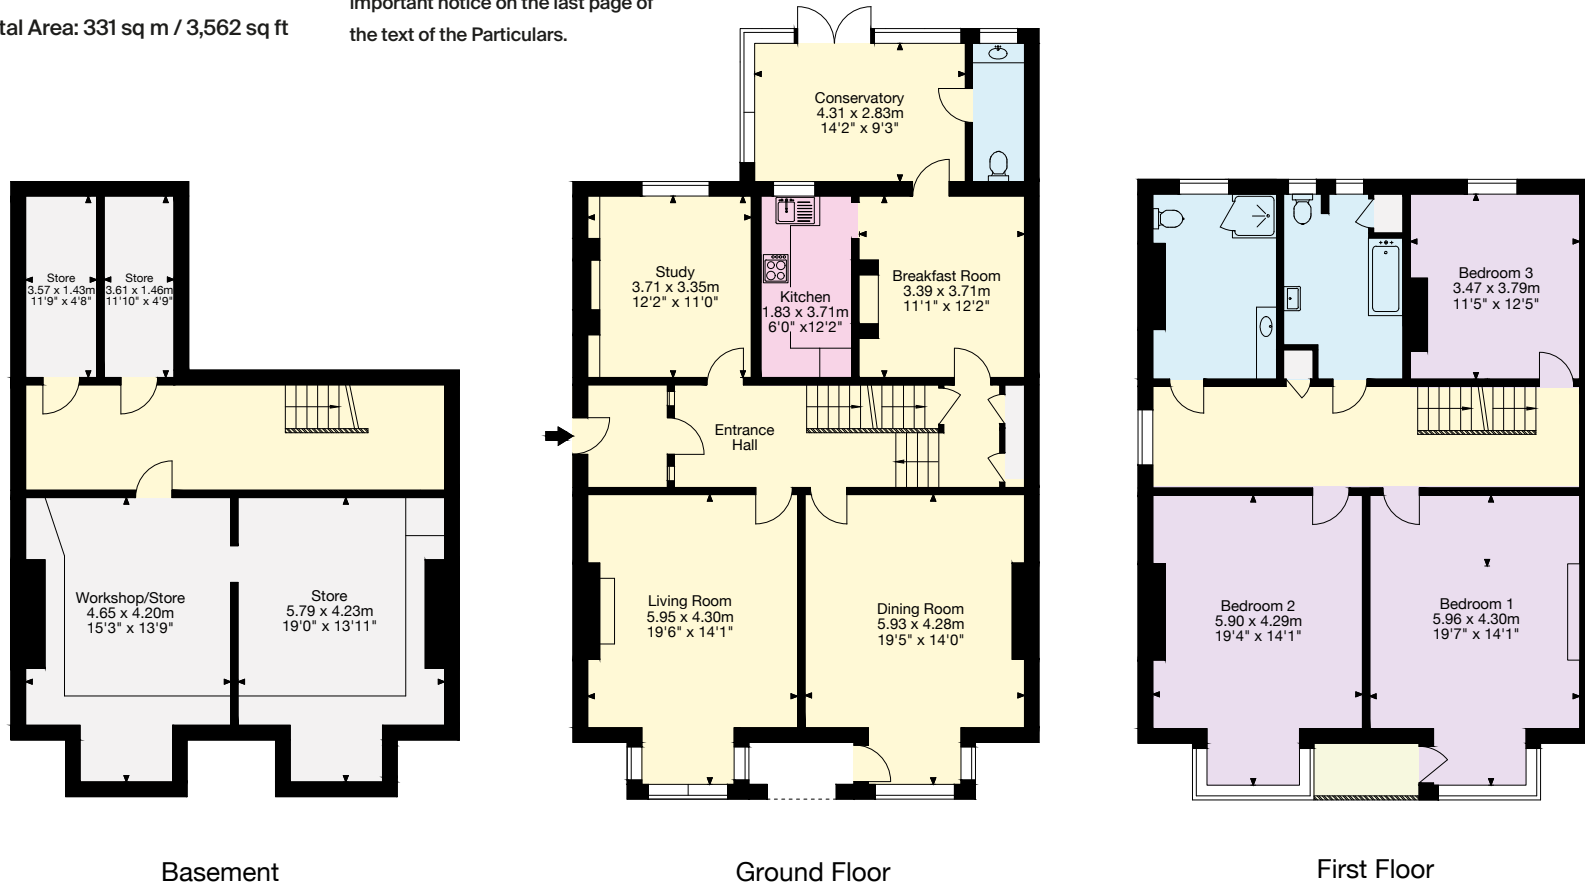 tal Area: 331 sq m / 3,562 sq ft
important notice on the last page of
the text of the Particulars.
Store
3.57 x 1.43m
11'9" x 4'8"
Store
3.61 x 1.46m
11'10" x 4'9"
Workshop/Store
4.65 x 4.20m
15'3" x 13'9"
Store
5.79 x 4.23m
19'0" x 13'11"
Basement
Conservatory
4.31 x 2.83m
14'2" x 9'3"
Study
3.71 x 3.35m
12'2" x 11'0"
Kitchen
1.83 x 3.71m
6'0" x12'2"
Breakfast Room
3.39 x 3.71m
11'1" x 12'2"
Entrance
Hall
Living Room
5.95 x 4.30m
19'6" x 14'1"
Dining Room
5.93 x 4.28m
19'5" x 14'0"
Ground Floor
Bedroom 3
3.47 x 3.79m
11'5" x 12'5"
Bedroom 2
5.90 x 4.29m
19'4" x 14'1"
Bedroom 1
5.96 x 4.30m
19'7" x 14'1"
First Floor